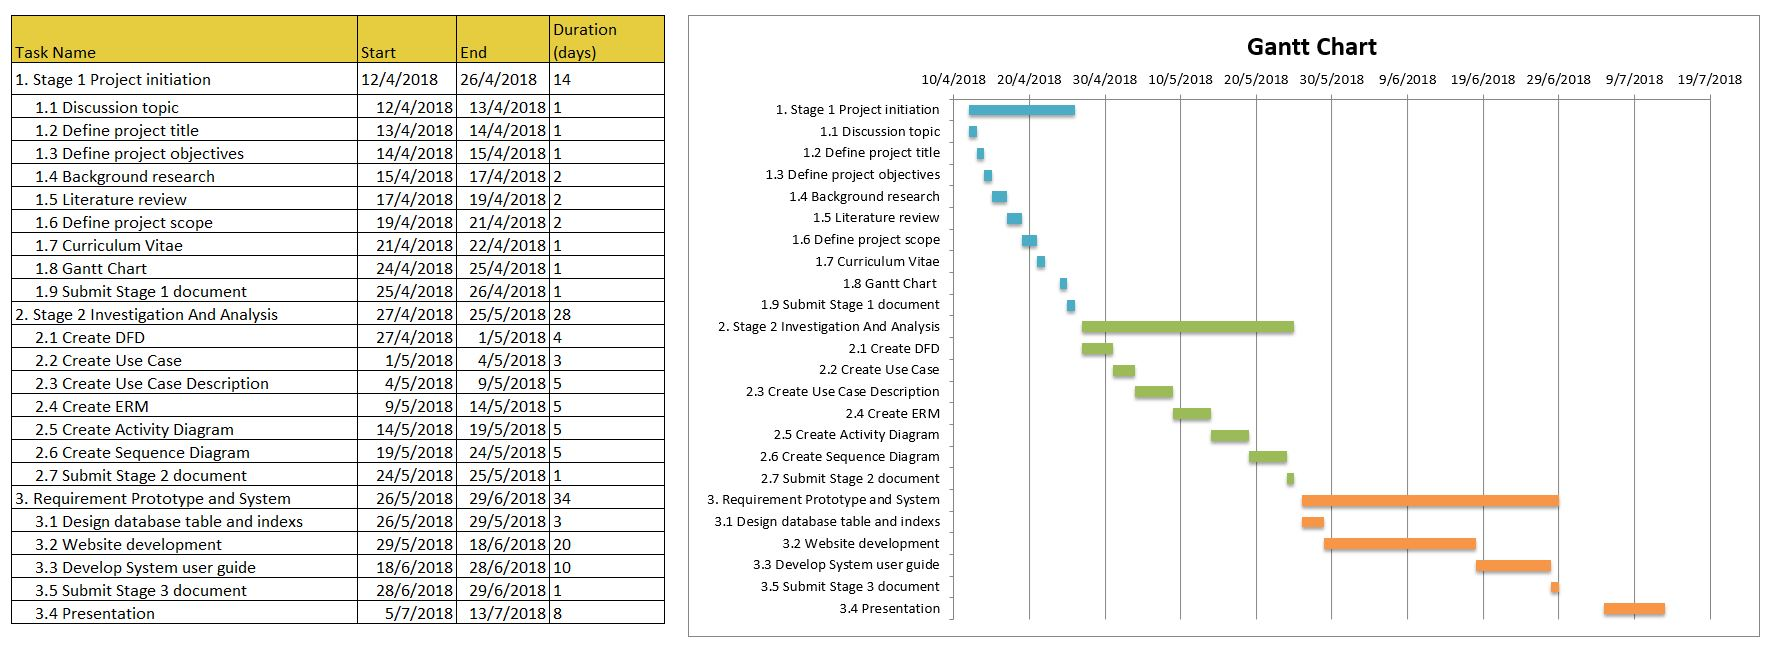 Task Name Start End Duration (days)
1. Stage 1 Project initiation 12/4/2018 26/4/2018 14
1.1 Discussion topic 12/4/2018 13/4/2018 1
1.2 Define project title 13/4/2018 14/4/2018 1
1.3 Define project objectives 14/4/2018 15/4/2018 1
1.4 Background research 15/4/2018 17/4/2018 2
1.5 Literature review 17/4/2018 19/4/2018 2
1.6 Define project scope 19/4/2018 21/4/2018 2
1.7 Curriculum Vitae 21/4/2018 22/4/2018 1
1.8 Gantt Chart 24/4/2018 25/4/2018 1
1.9 Submit Stage 1 document 25/4/2018 26/4/2018 1
2. Stage 2 Investigation And Analysis 27/4/2018 25/5/2018 28
2.1 Create DFD 27/4/2018 1/5/2018 4
2.2 Create Use Case 1/5/2018 4/5/2018 3
2.3 Create Use Case Description 4/5/2018 9/5/2018 5
2.4 Create ERM 9/5/2018 14/5/2018 5
2.5 Create Activity Diagram 14/5/2018 19/5/2018 5
2.6 Create Sequence Diagram 19/5/2018 24/5/2018 5
2.7 Submit Stage 2 document 24/5/2018 25/5/2018 1
3. Requirement Prototype and System 26/5/2018 29/6/2018 34
3.1 Design database table and indexs 26/5/2018 29/5/2018 3
3.2 Website development 29/5/2018 18/6/2018 20
3.3 Develop System user guide 18/6/2018 28/6/2018 10
3.5 Submit Stage 3 document 28/6/2018 29/6/2018 1
3.4 Presentation 5/7/2018 13/7/2018 8
Gantt Chart
10/4/2018 20/4/2018 30/4/2018 10/5/2018 20/5/2018 30/5/2018 9/6/2018 19/6/2018 29/6/2018 9/7/2018 19/7/2018
1. Stage 1 Project initiation
1.1 Discussion topic
1.2 Define project title
1.3 Define project objectives
1.4 Background research
1.5 Literature review
1.6 Define project scope
1.7 Curriculum Vitae
1.8 Gantt Chart
1.9 Submit Stage 1 document
2. Stage 2 Investigation And Analysis
2.1 Create DFD
2.2 Create Use Case
2.3 Create Use Case Description
2.4 Create ERM
2.5 Create Activity Diagram
2.6 Create Sequence Diagram
2.7 Submit Stage 2 document
3. Requirement Prototype and System
3.1 Design database table and indexs
3.2 Website development
3.3 Develop System user guide
3.5 Submit Stage 3 document
3.4 Presentation